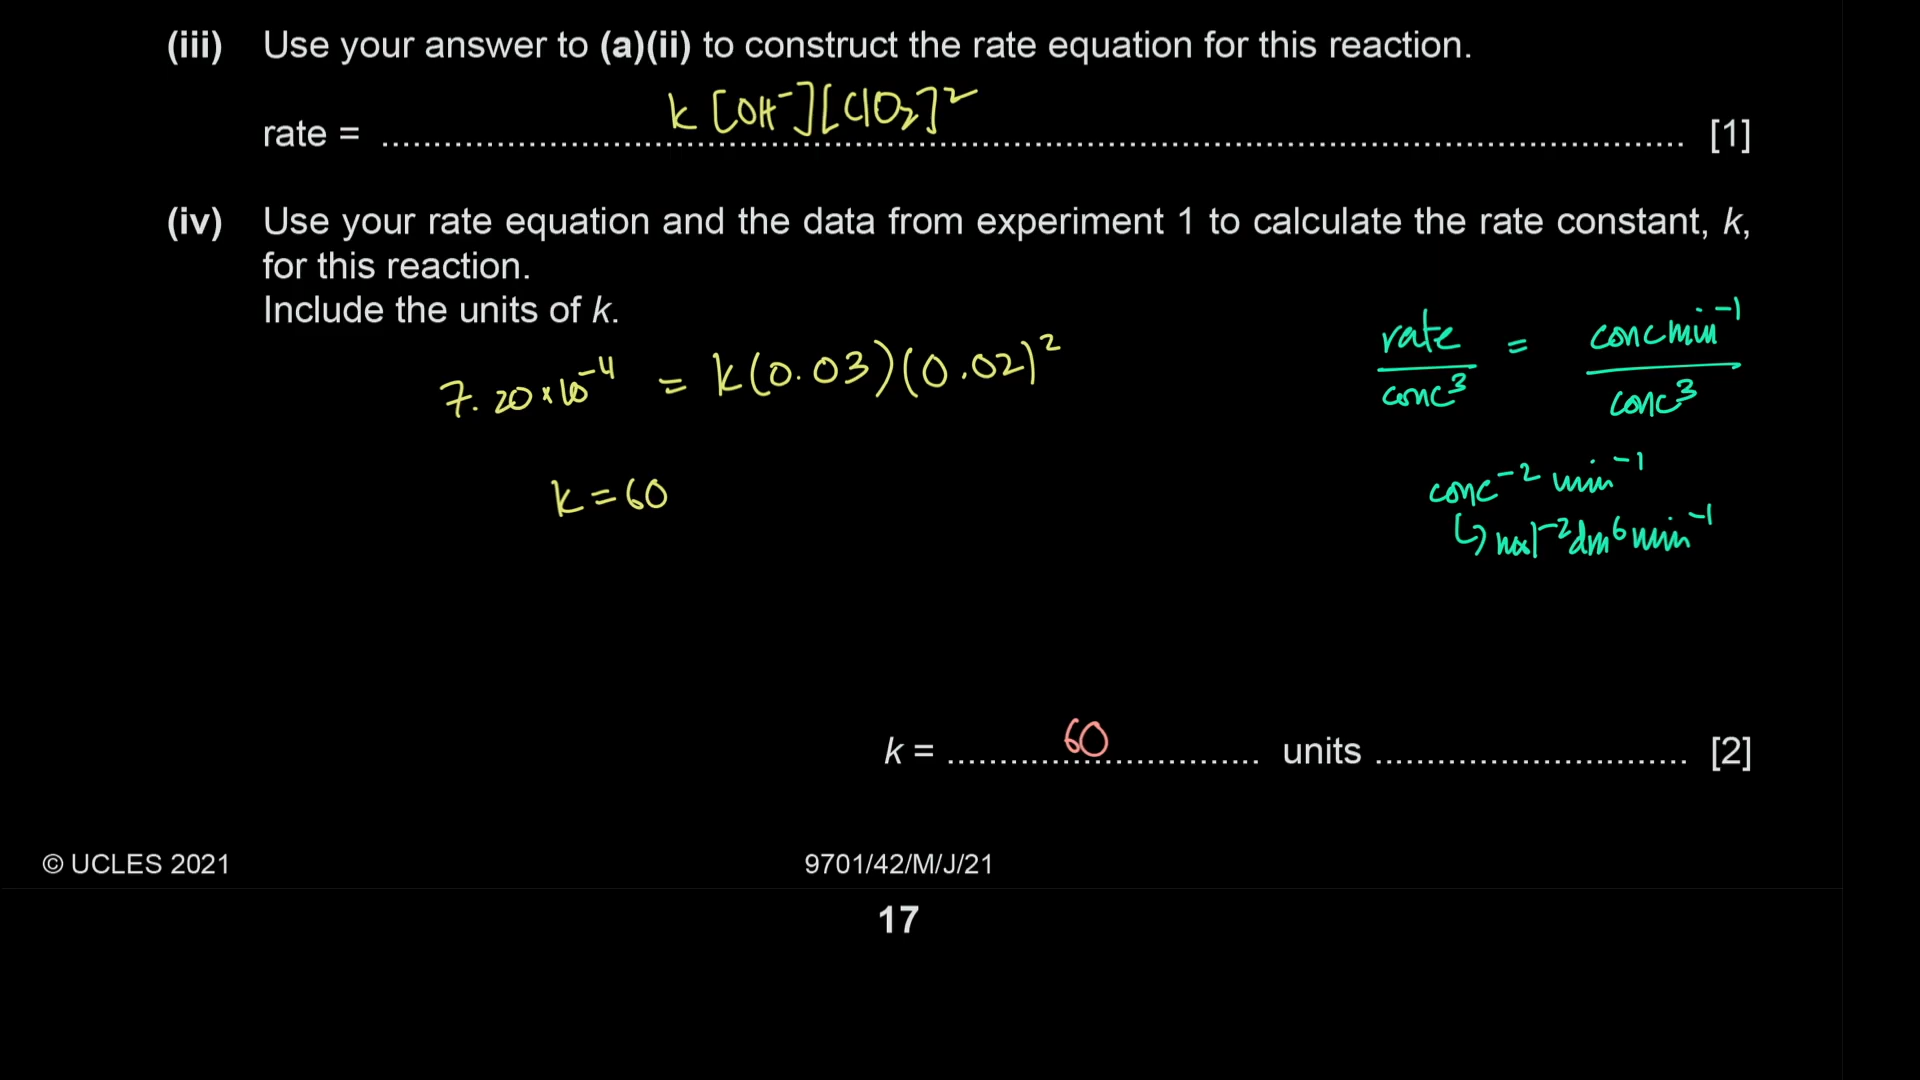 (iii) Use your answer to (a)(ii) to construct the rate equation for this reaction.
k [OH⁻][ClO₂]²
rate = ........................................ [1]
(iv) Use your rate equation and the data from experiment 1 to calculate the rate constant, k,
for this reaction.
Include the units of k.
7.20 × 10⁻⁴ = k(0.03)(0.02)²
k = 60
rate / conc³ = conc min⁻¹ / conc³
conc⁻² min⁻¹
↳ mol⁻² dm⁶ min⁻¹
k = ........ 60 ........ units ................ [2]
© UCLES 2021 9701/42/M/J/21
17